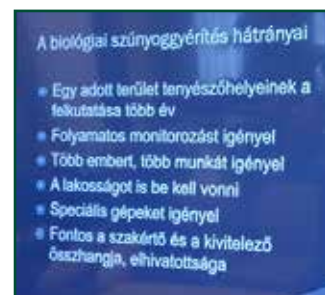 A biológiai szúnyoggyérítés hátrányai
Egy adott terület tenyészőhelyeinek a
felkutatása több év
Folyamatos monitorozást igényel
Több embert, több munkát igényel
A lakosságot is be kell vonni
Speciális gépeket igényel
Fontos a szakértő és a kivitelező
összhangja, elhivatottsága